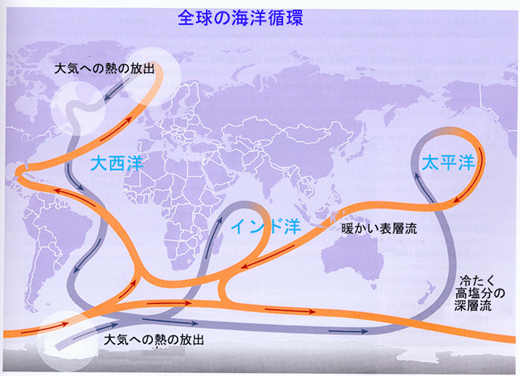 全球の海洋循環
大気への熱の放出
大西洋
太平洋
インド洋
暖かい表層流
冷たく
高塩分の
深層流
大気への熱の放出